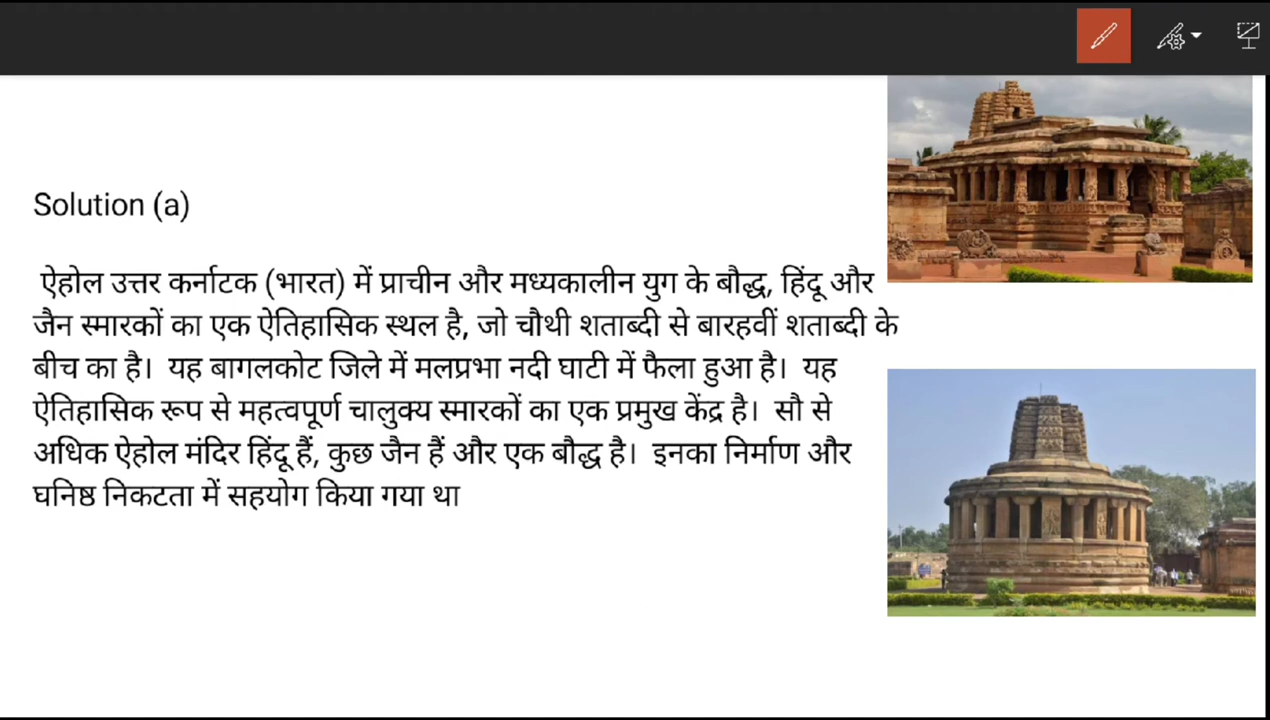 Solution (a)
ऐहोल उत्तर कर्नाटक (भारत) में प्राचीन और मध्यकालीन युग के बौद्ध, हिंदू और
जैन स्मारकों का एक ऐतिहासिक स्थल है, जो चौथी शताब्दी से बारहवीं शताब्दी के
बीच का है। यह बागलकोट जिले में मलप्रभा नदी घाटी में फैला हुआ है। यह
ऐतिहासिक रूप से महत्वपूर्ण चालुक्य स्मारकों का एक प्रमुख केंद्र है। सौ से
अधिक ऐहोल मंदिर हिंदू हैं, कुछ जैन हैं और एक बौद्ध है। इनका निर्माण और
घनिष्ठ निकटता में सहयोग किया गया था